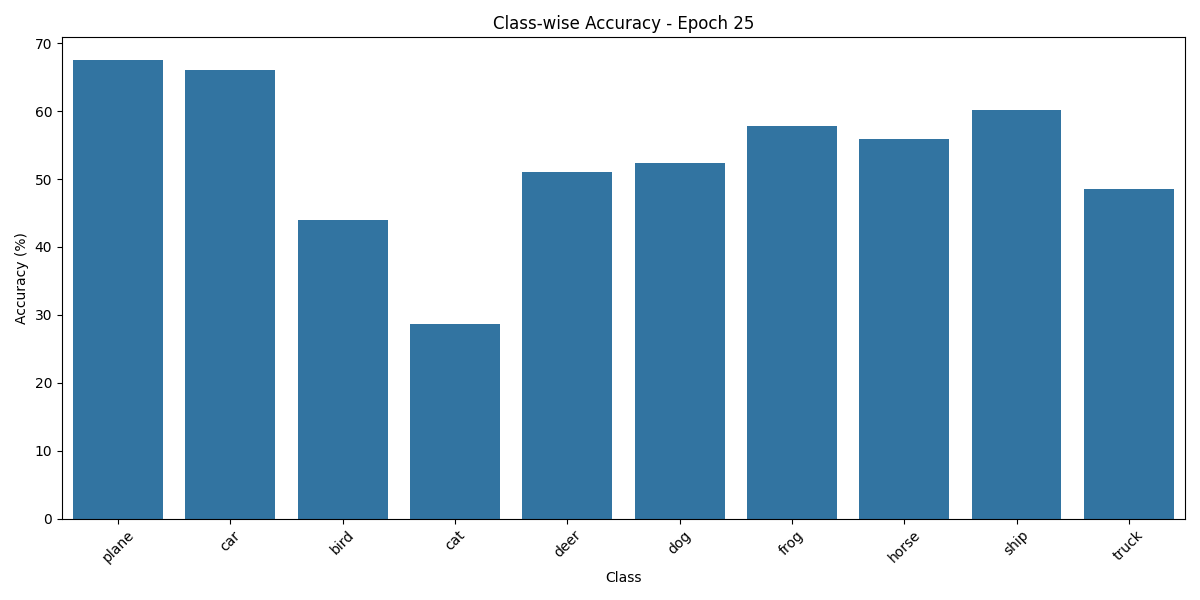 Class-wise Accuracy - Epoch 25
Accuracy (%)
70
60
50
40
30
20
10
0
plane
car
bird
cat
deer
dog
frog
horse
ship
truck
Class